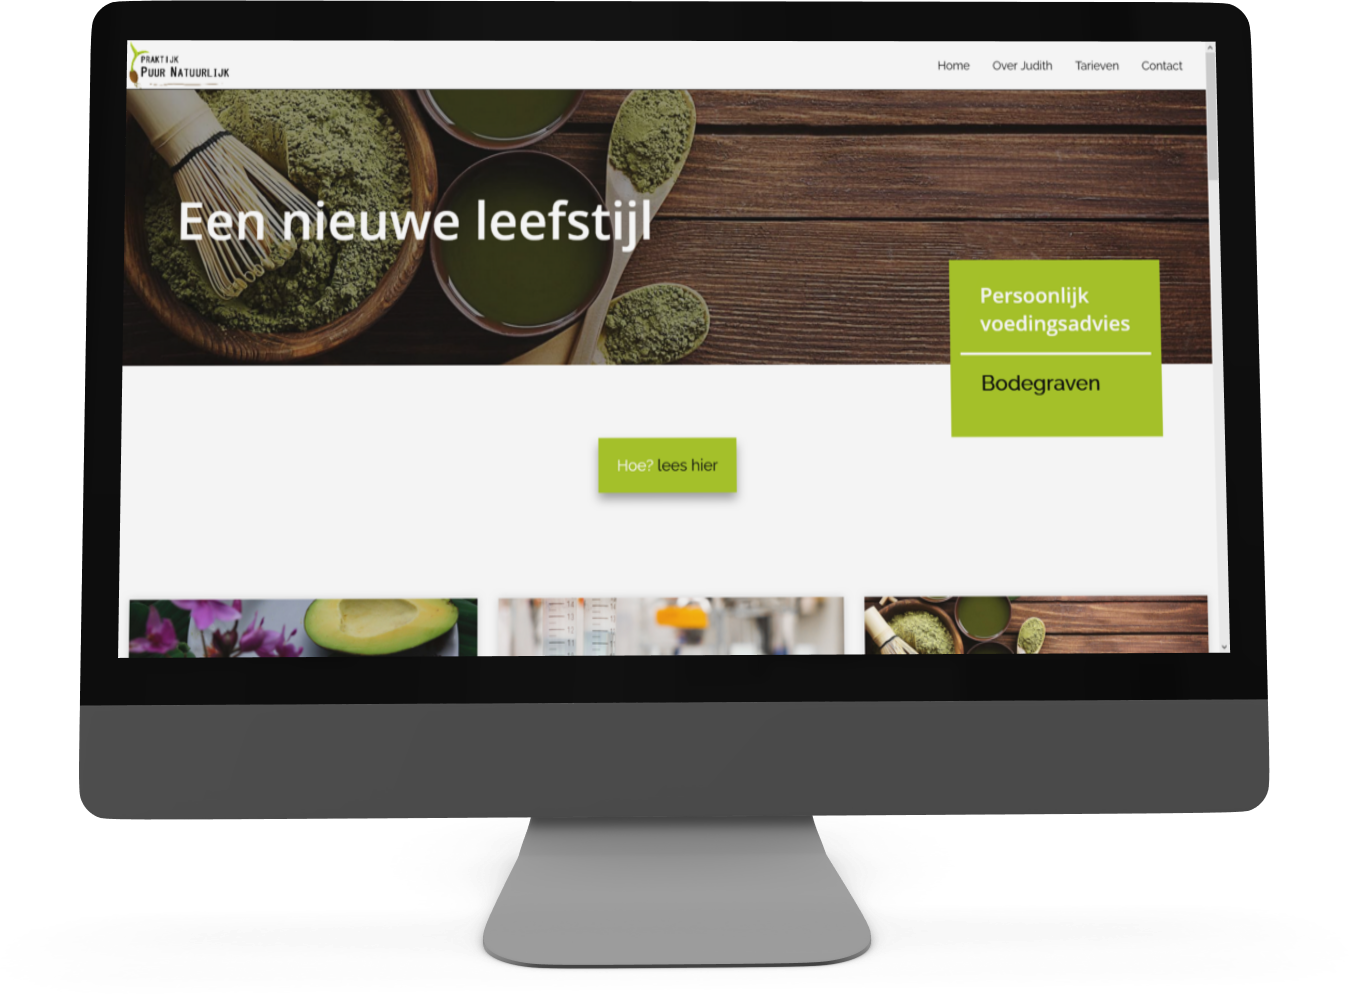 PRAKTIJK
PUUR NATUURLIJK
Home Over Judith Tarieven Contact
Een nieuwe leefstijl
Persoonlijk
voedingsadvies
Bodegraven
Hoe? lees hier